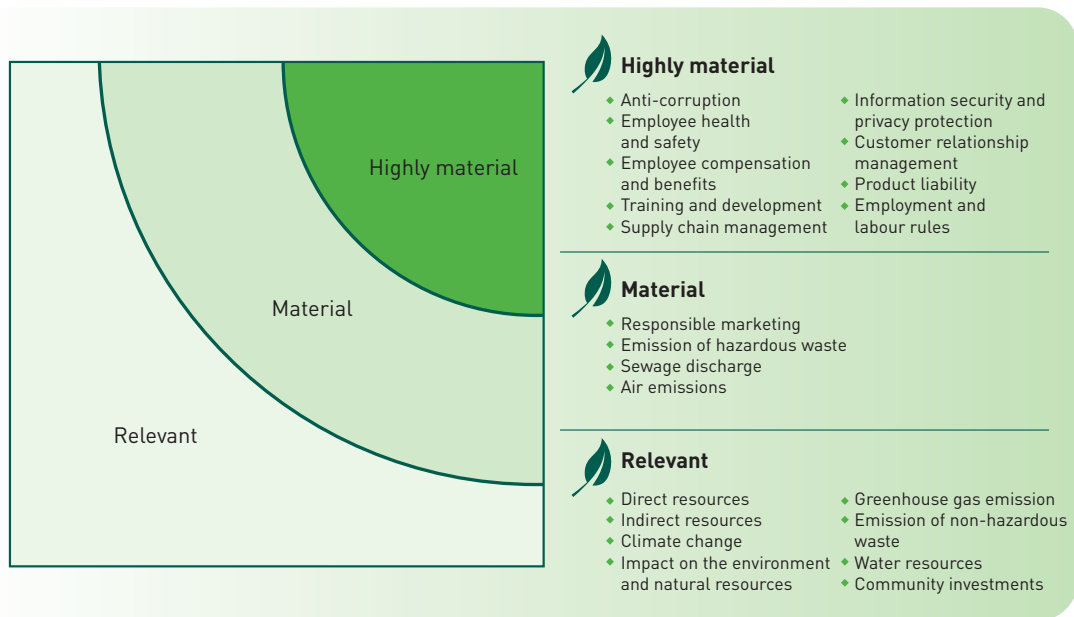 Highly material
Material
Relevant
Highly material
Anti-corruption
Employee health
and safety
Employee compensation
and benefits
Training and development
Supply chain management
Information security and
privacy protection
Customer relationship
management
Product liability
Employment and
labour rules
Material
Responsible marketing
Emission of hazardous waste
Sewage discharge
Air emissions
Relevant
Direct resources
Indirect resources
Climate change
Impact on the environment
and natural resources
Greenhouse gas emission
Emission of non-hazardous
waste
Water resources
Community investments